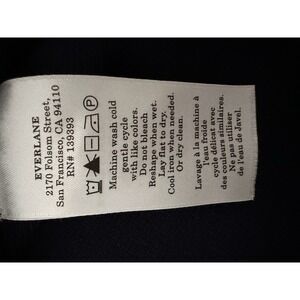 EVERLANE
2170 Folsom Street,
San Francisco, CA 94110
RN# 139393
Machine wash cold
gentle cycle
with like colors.
Do not bleach
Reshape when wet.
Lay flat to dry.
Cool iron when needed.
Or dry clean.
Lavage à la machine à
l'eau froide
cycle délicat avec
des couleurs similaires.
Ne pas utiliser
de l'eau de Javel.